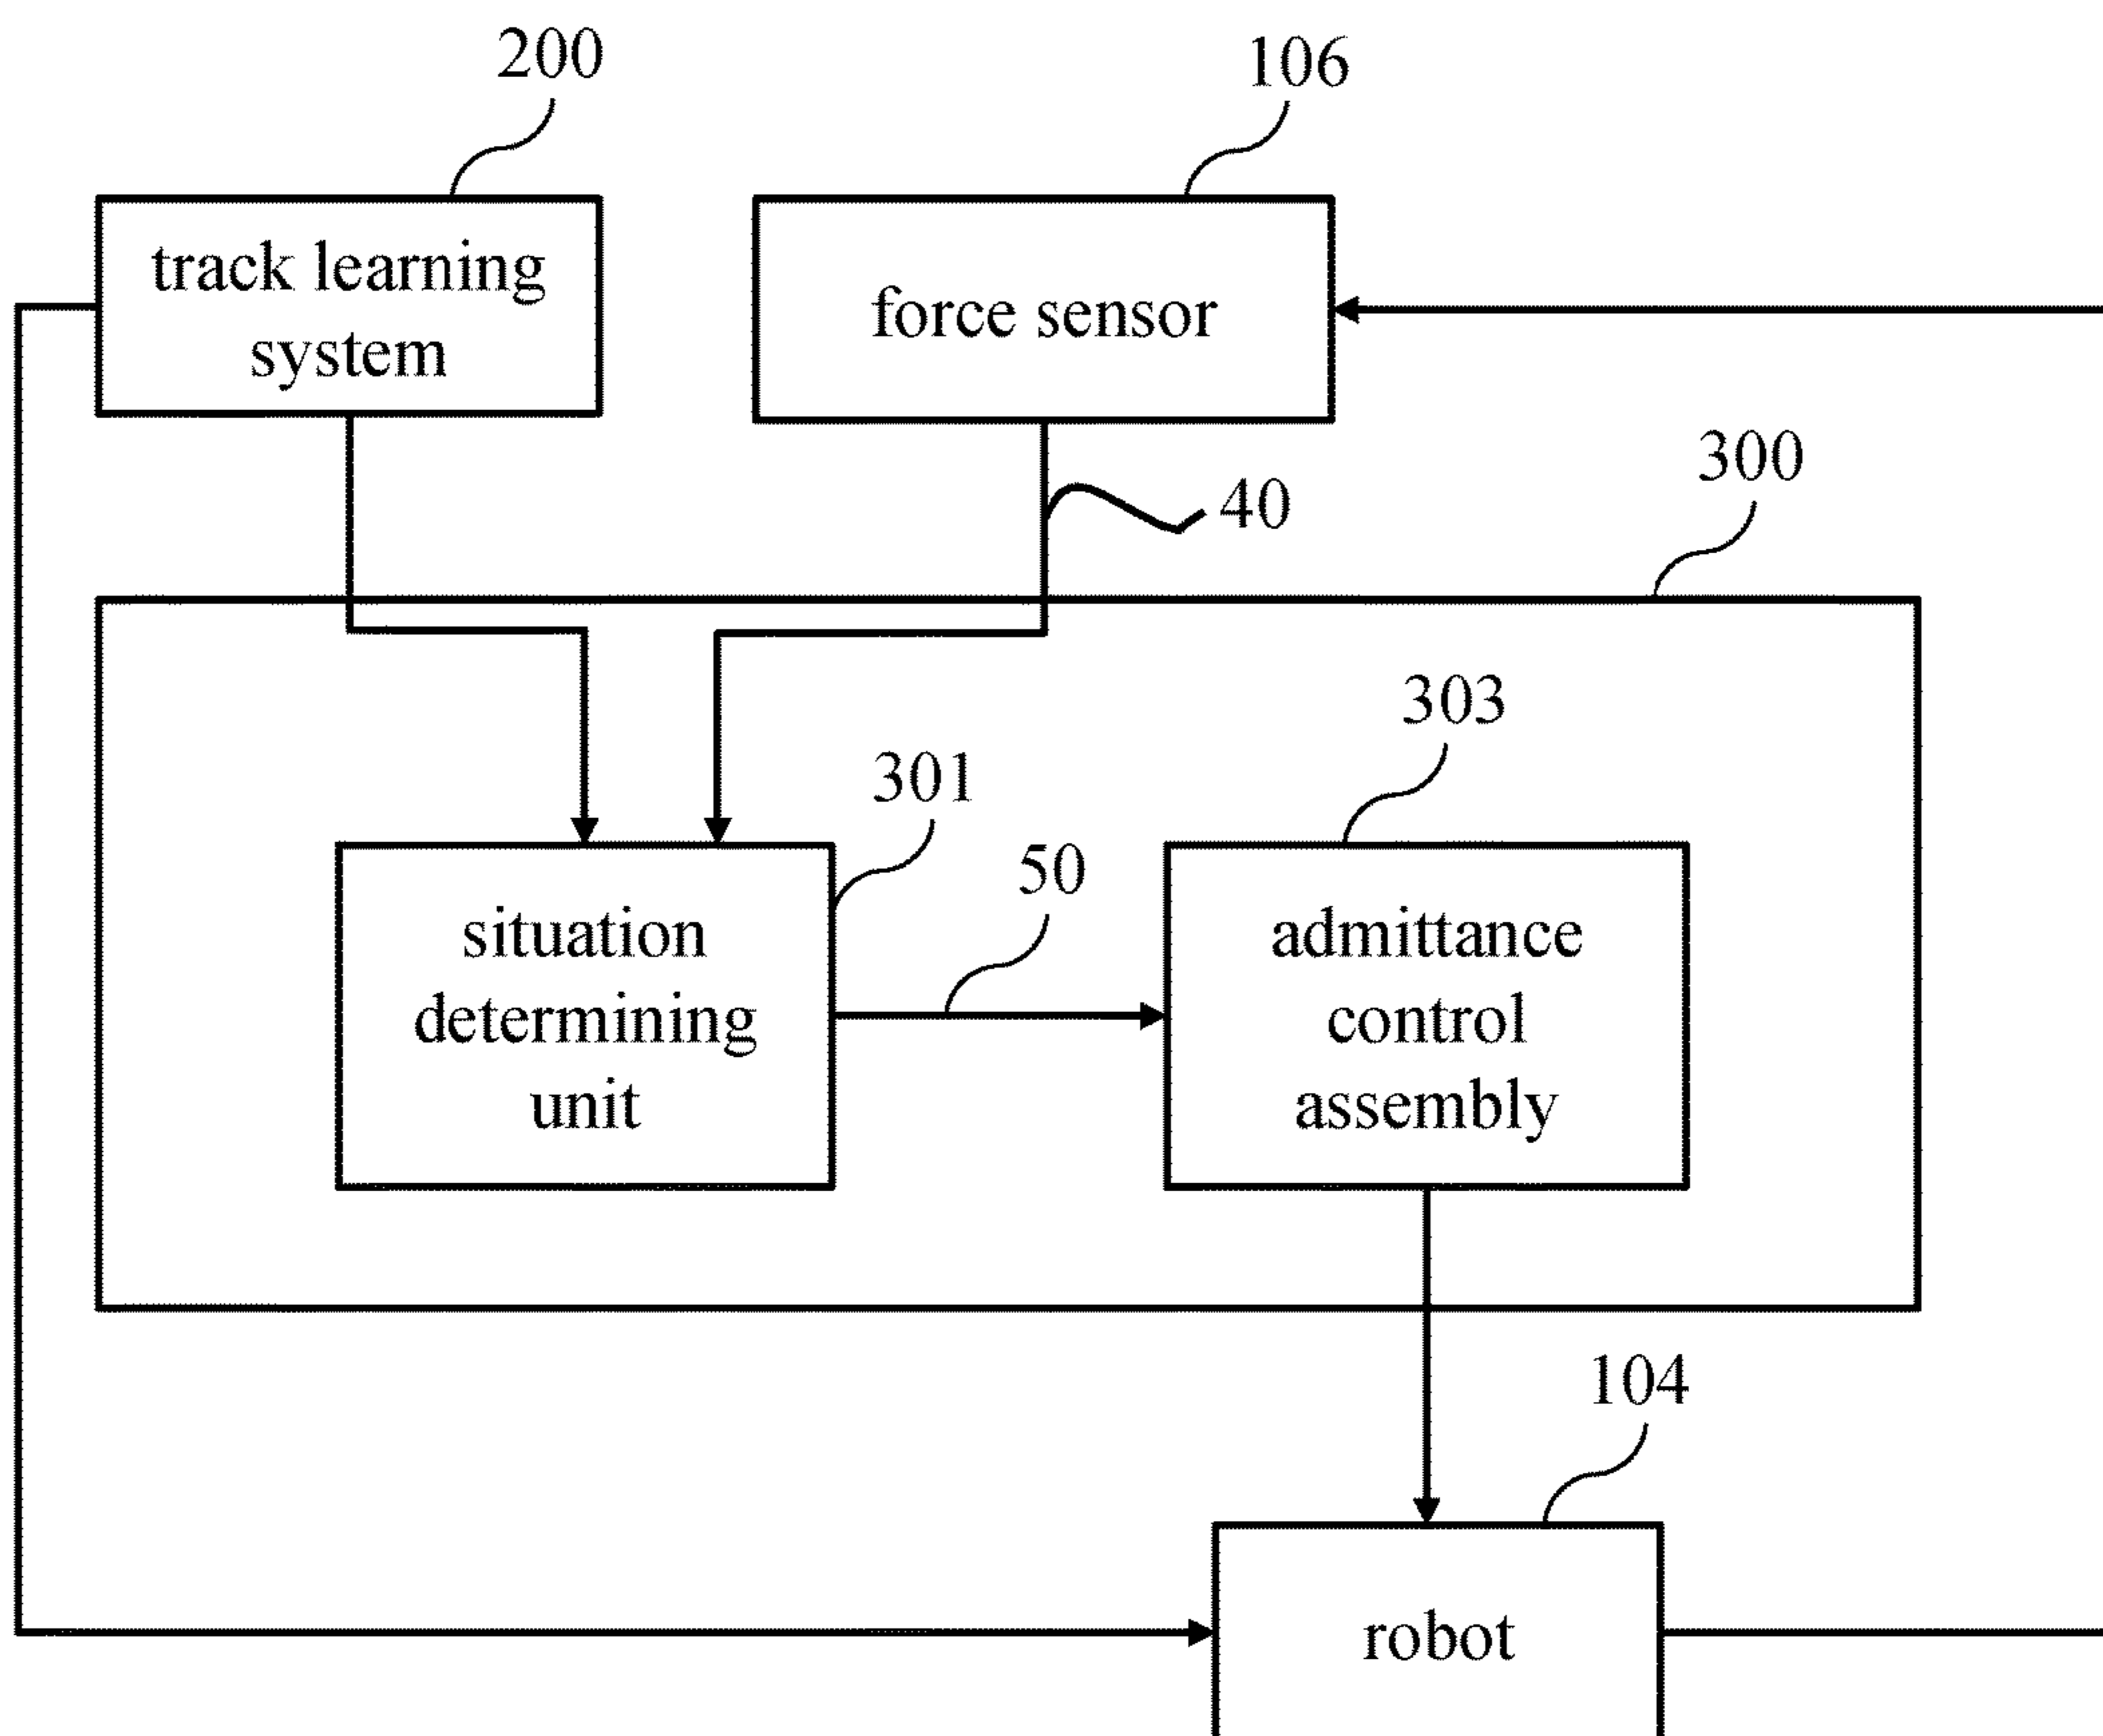 200
106
track learning
system
force sensor
40
300
303
301
50
situation
determining
unit
admittance
control
assembly
104
robot